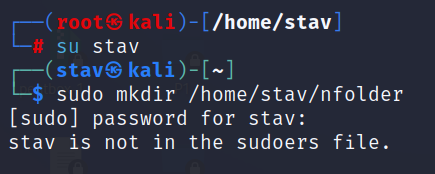 ┌──(root㉿kali)-[/home/stav]
└─# su stav
┌──(stav㉿kali)-[~]
└─$ sudo mkdir /home/stav/nfolder
[sudo] password for stav:
stav is not in the sudoers file.